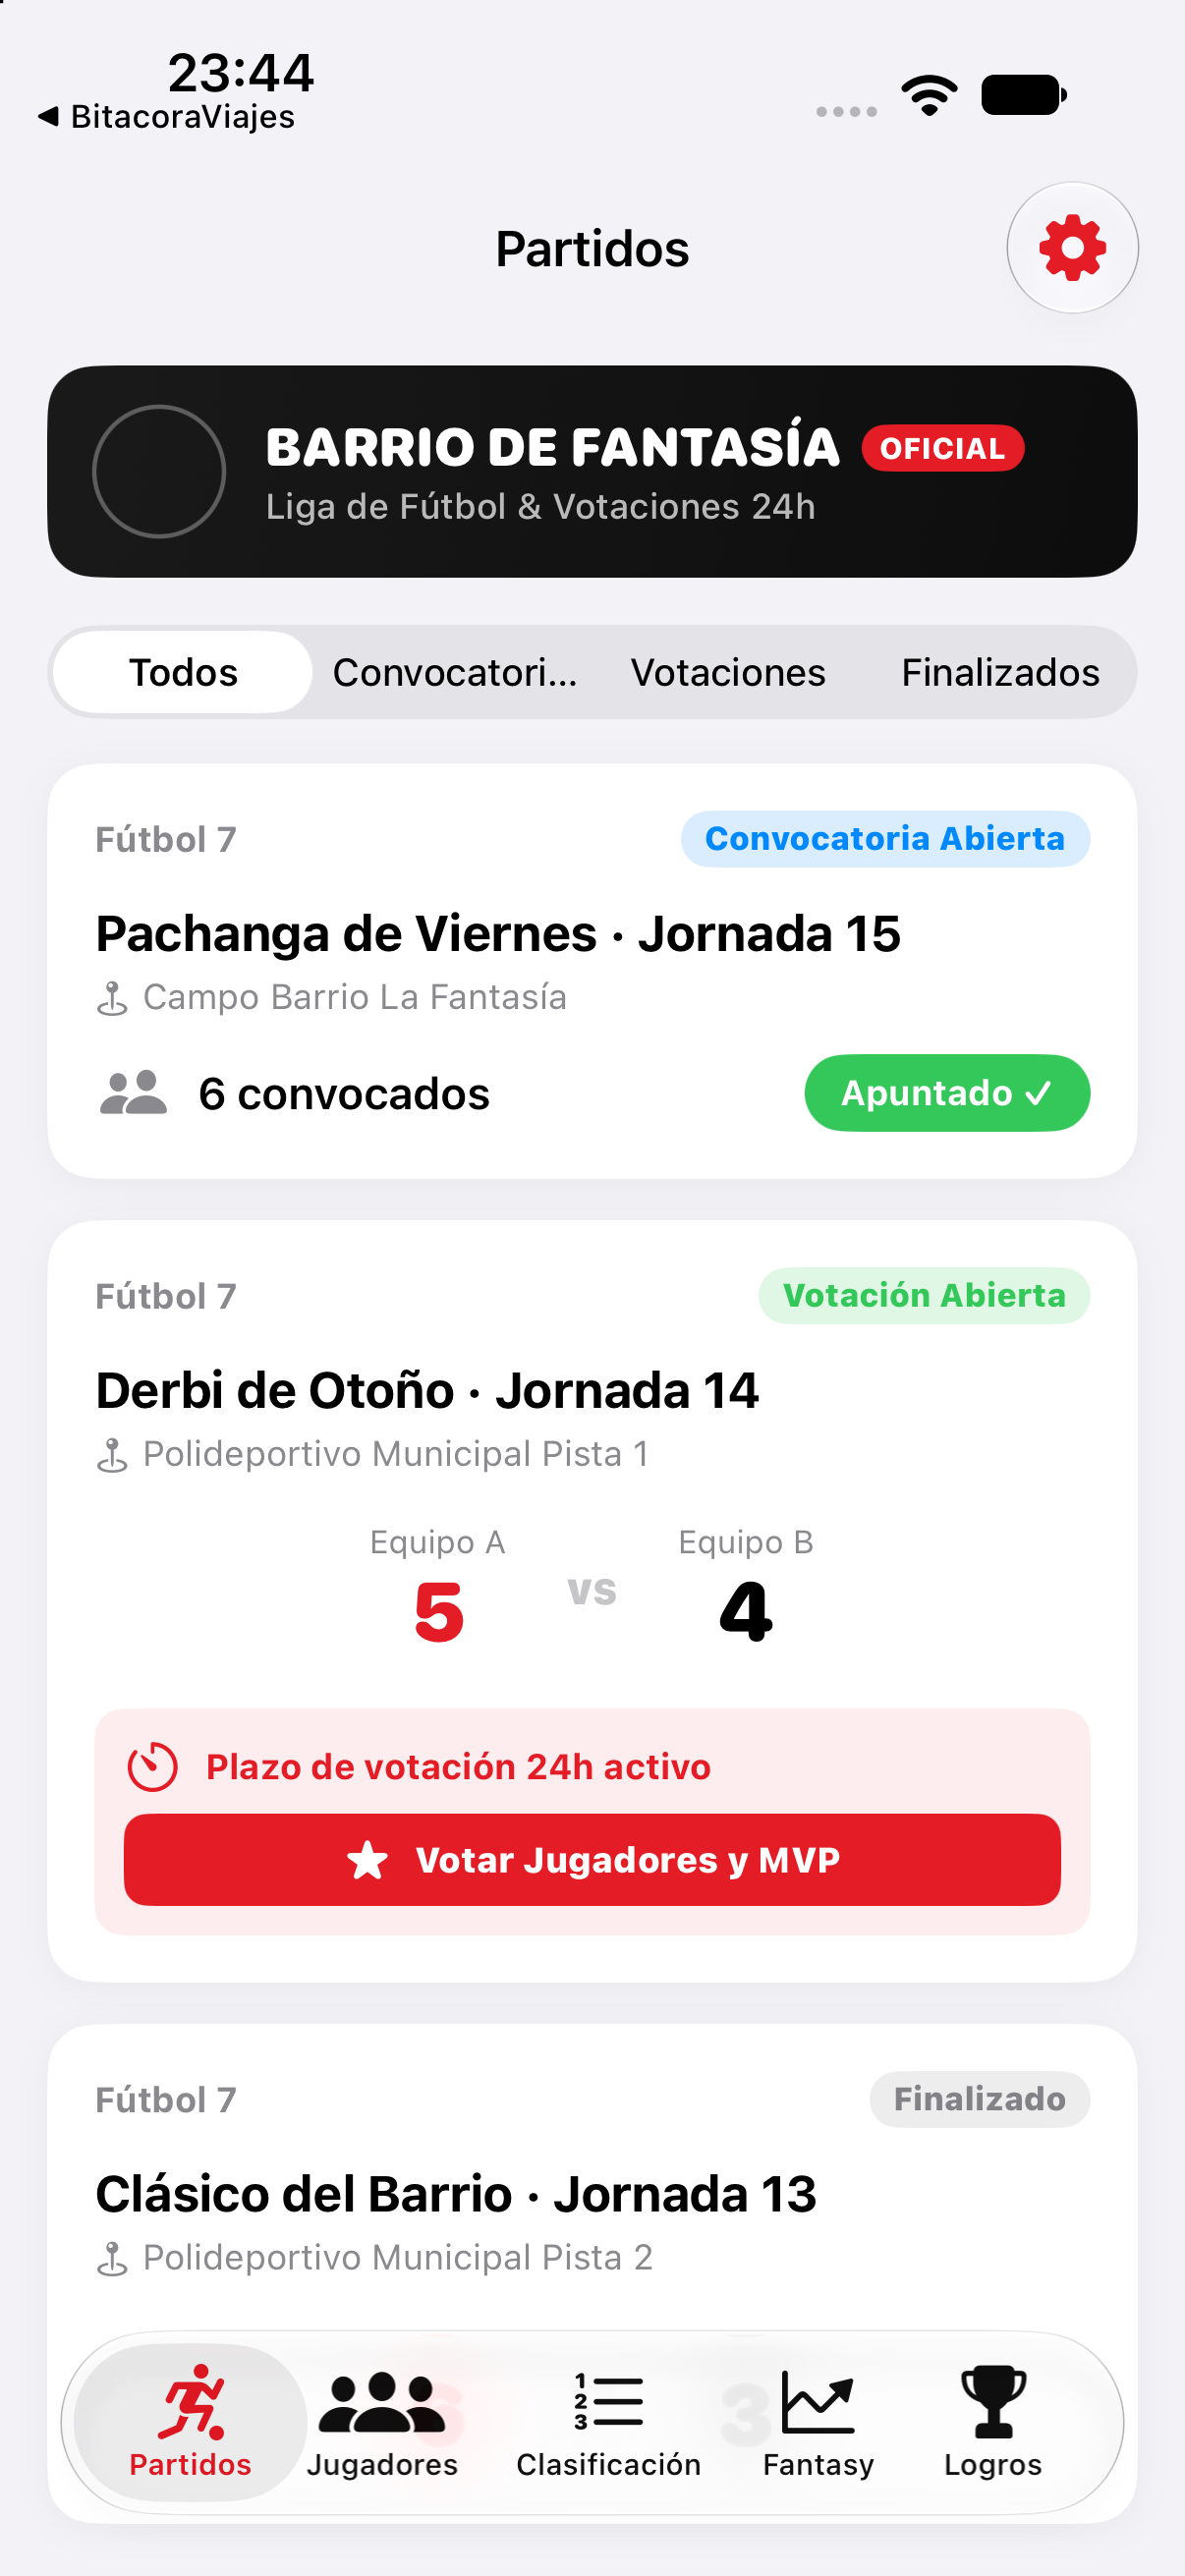 23:44
◀ BitacoraViajes
Partidos
BARRIO DE FANTASÍA OFICIAL
Liga de Fútbol & Votaciones 24h
Todos Convocatori... Votaciones Finalizados
Fútbol 7 Convocatoria Abierta
Pachanga de Viernes · Jornada 15
Campo Barrio La Fantasía
6 convocados Apuntado ✓
Fútbol 7 Votación Abierta
Derbi de Otoño · Jornada 14
Polideportivo Municipal Pista 1
Equipo A Equipo B
5 vs 4
Plazo de votación 24h activo
Votar Jugadores y MVP
Fútbol 7 Finalizado
Clásico del Barrio · Jornada 13
Polideportivo Municipal Pista 2
6 3
Partidos Jugadores Clasificación Fantasy Logros